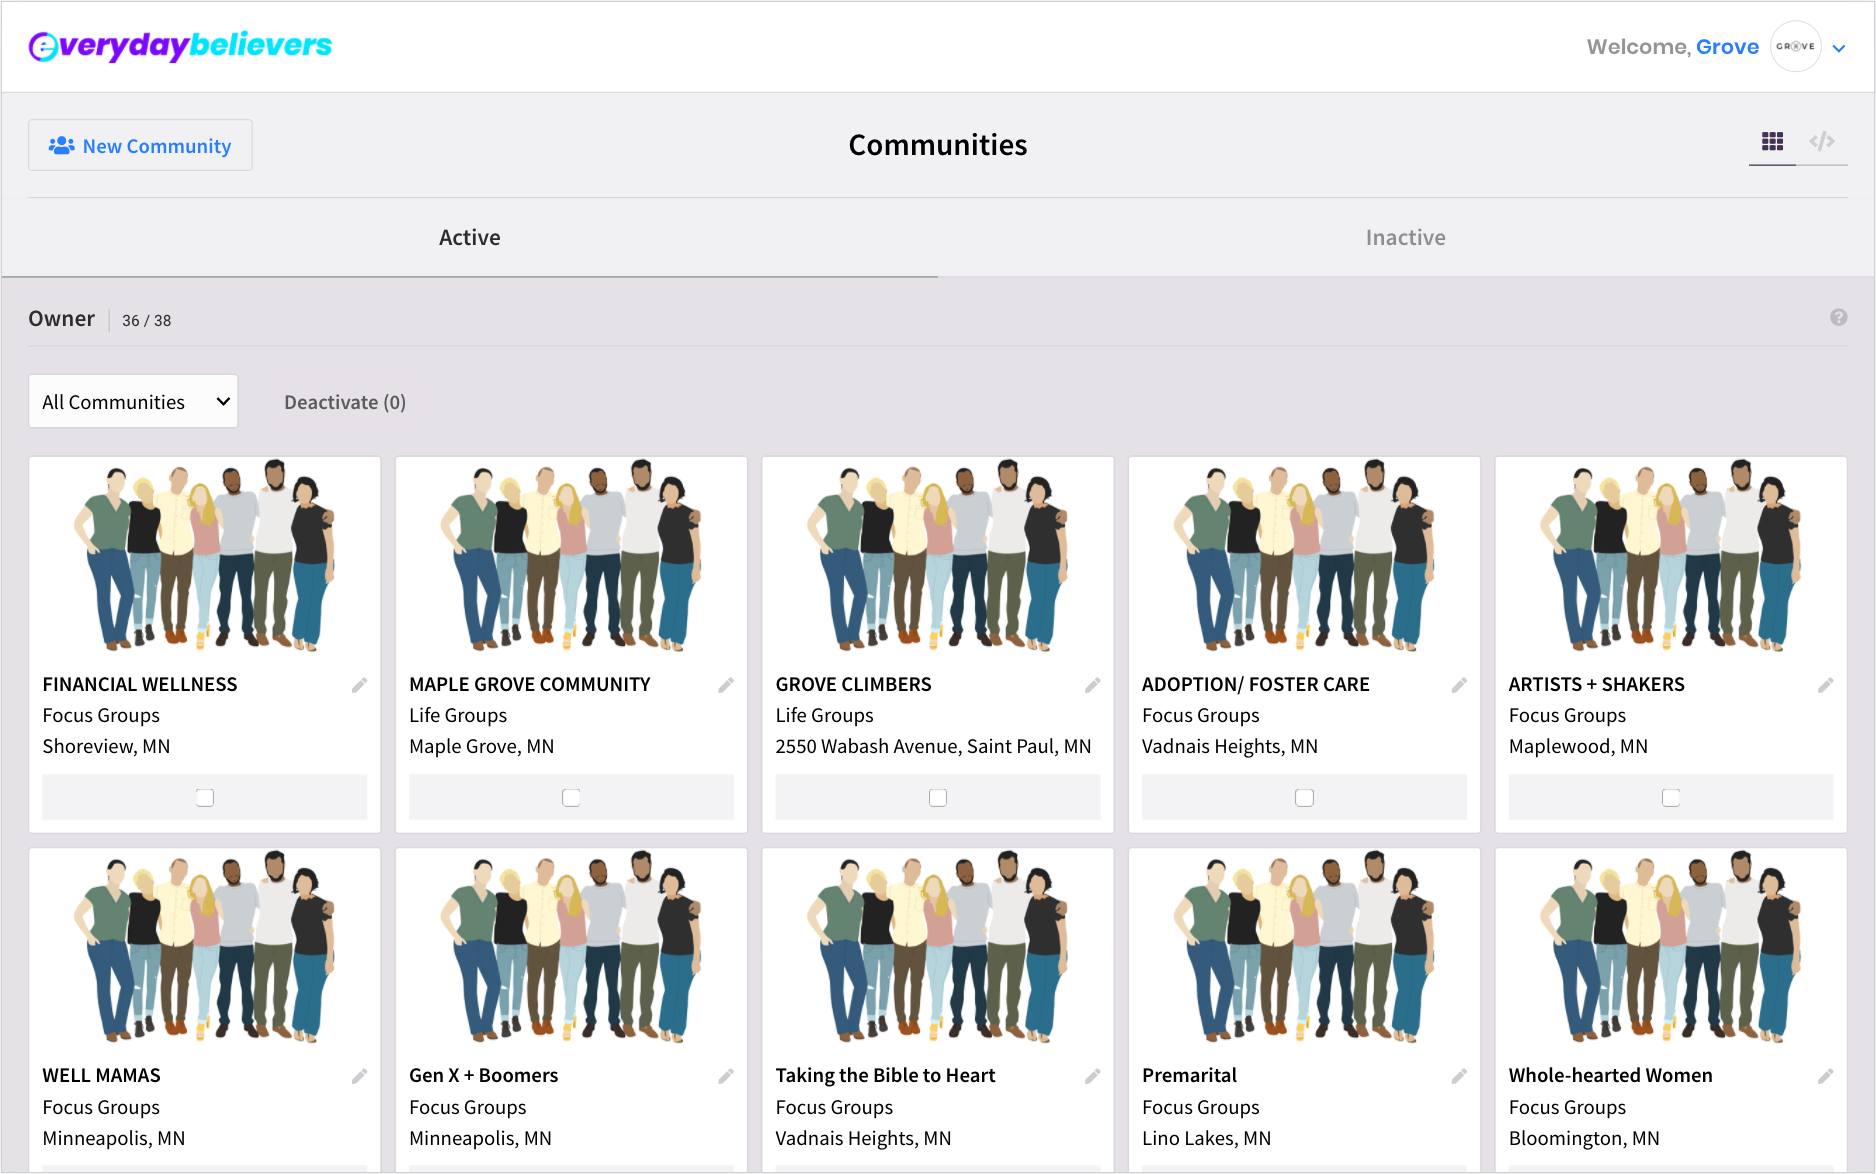 everydaybelievers
Welcome, Grove
GROVE
New Community
Communities
Active
Inactive
Owner
36 / 38
All Communities
Deactivate (0)
FINANCIAL WELLNESS
Focus Groups
Shoreview, MN
MAPLE GROVE COMMUNITY
Life Groups
Maple Grove, MN
GROVE CLIMBERS
Life Groups
2550 Wabash Avenue, Saint Paul, MN
ADOPTION/ FOSTER CARE
Focus Groups
Vadnais Heights, MN
ARTISTS + SHAKERS
Focus Groups
Maplewood, MN
WELL MAMAS
Focus Groups
Minneapolis, MN
Gen X + Boomers
Focus Groups
Minneapolis, MN
Taking the Bible to Heart
Focus Groups
Vadnais Heights, MN
Premarital
Focus Groups
Lino Lakes, MN
Whole-hearted Women
Focus Groups
Bloomington, MN